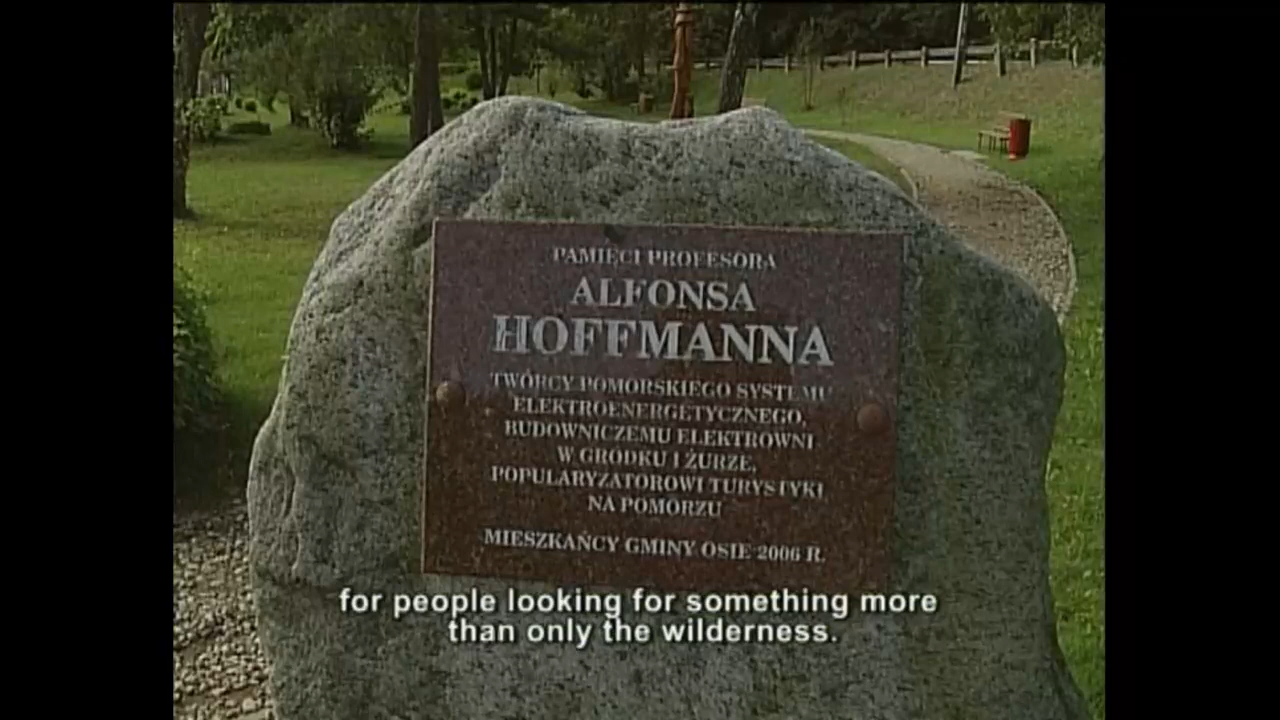 PAMIĘCI PROFESORA
ALFONSA
HOFFMANNA
TWÓRCY POMORSKIEGO SYSTEMU
ELEKTROENERGETYCZNEGO,
BUDOWNICZEMU ELEKTROWNI
W GRÓDKU I ŻURZE,
POPULARYZATOROWI TURYSTYKI
NA POMORZU
MIESZKAŃCY GMINY OSIE 2006 R.
for people looking for something more
than only the wilderness.